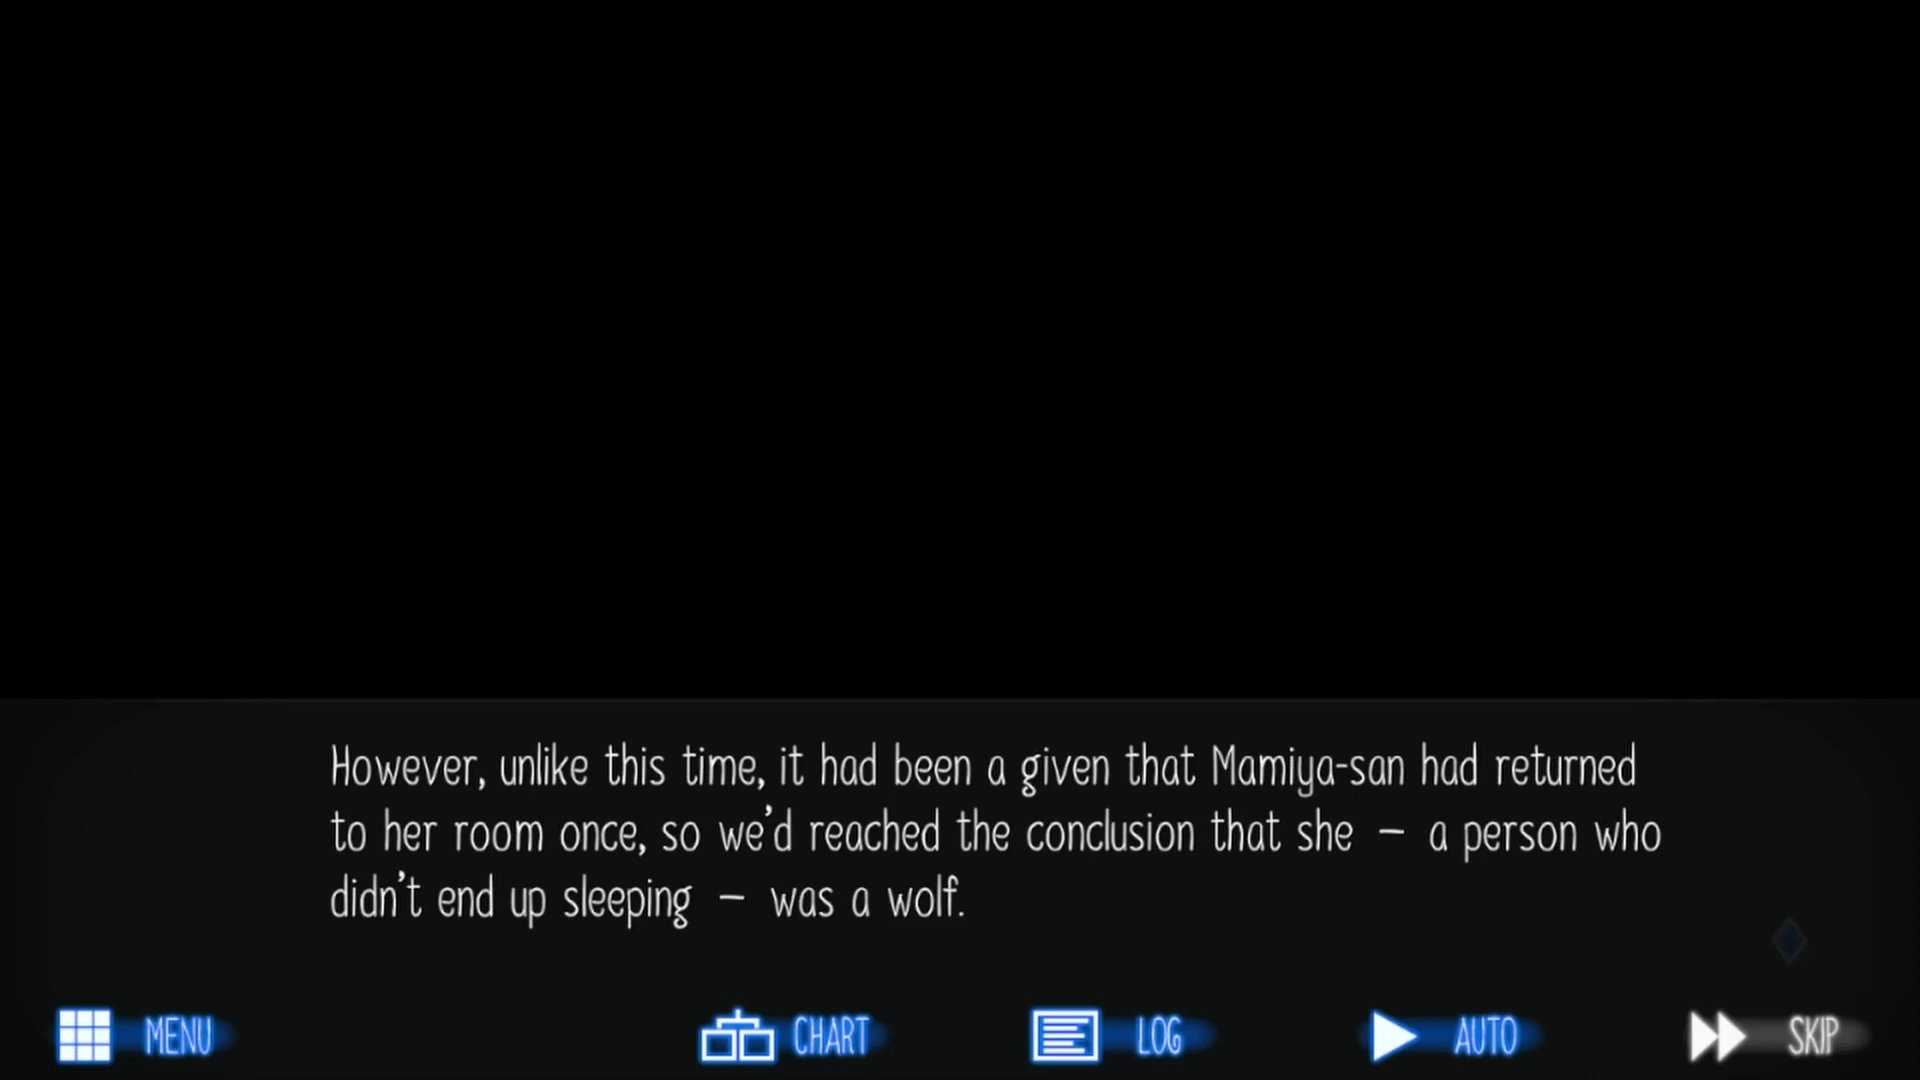 However, unlike this time, it had been a given that Mamiya-san had returned
to her room once, so we'd reached the conclusion that she – a person who
didn't end up sleeping – was a wolf.
MENU CHART LOG AUTO SKIP